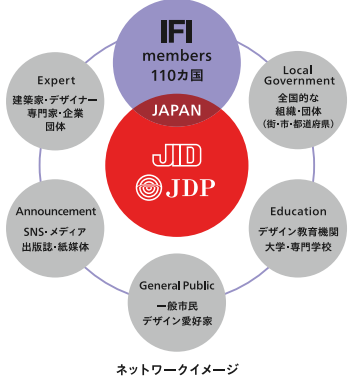 IFI
members
110カ国
JAPAN
JID
JDP
Expert
建築家・デザイナー
専門家・企業
団体
Local
Government
全国的な
組織・団体
(街・市・都道府県)
Announcement
SNS・メディア
出版誌・紙媒体
Education
デザイン教育機関
大学・専門学校
General Public
一般市民
デザイン愛好家
ネットワークイメージ